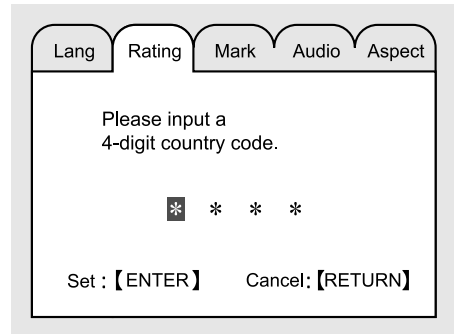 Lang Rating Mark Audio Aspect
Please input a
4-digit country code.
* * * *
Set :【ENTER】 Cancel:【RETURN】